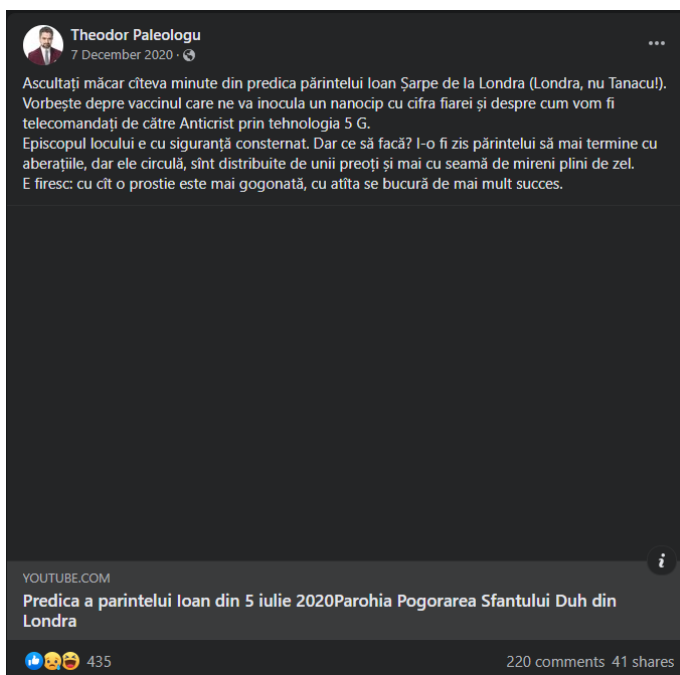 Theodor Paleologu
7 December 2020 ·
Ascultați măcar cîteva minute din predica părintelui Ioan Șarpe de la Londra (Londra, nu Tanacu!).
Vorbește depre vaccinul care ne va inocula un nanocip cu cifra fiarei și despre cum vom fi
telecomandați de către Anticrist prin tehnologia 5 G.
Episcopul locului e cu siguranță consternat. Dar ce să facă? I-o fi zis părintelui să mai termine cu
aberațiile, dar ele circulă, sînt distribuite de unii preoți și mai cu seamă de mireni plini de zel.
E firesc: cu cît o prostie este mai gogonată, cu atîta se bucură de mai mult succes.
YOUTUBE.COM
Predica a parintelui Ioan din 5 iulie 2020Parohia Pogorarea Sfantului Duh din
Londra
435 220 comments 41 shares